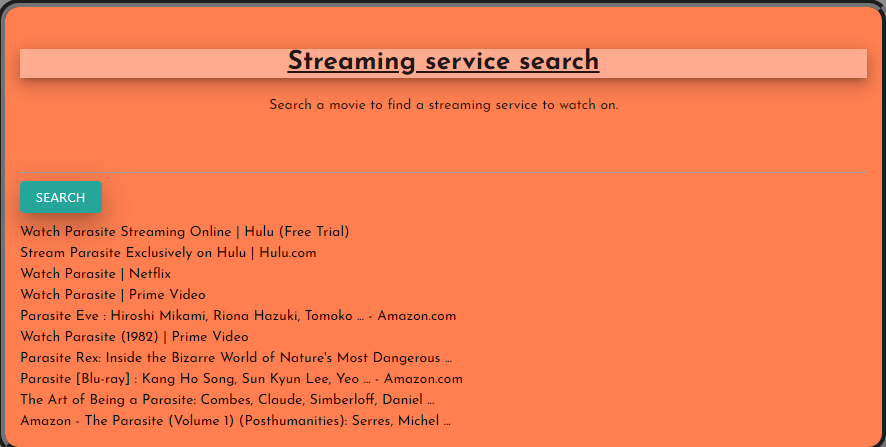 Streaming service search
Search a movie to find a streaming service to watch on.
SEARCH
Watch Parasite Streaming Online | Hulu (Free Trial)
Stream Parasite Exclusively on Hulu | Hulu.com
Watch Parasite | Netflix
Watch Parasite | Prime Video
Parasite Eve : Hiroshi Mikami, Riona Hazuki, Tomoko ... - Amazon.com
Watch Parasite (1982) | Prime Video
Parasite Rex: Inside the Bizarre World of Nature's Most Dangerous ...
Parasite [Blu-ray] : Kang Ho Song, Sun Kyun Lee, Yeo ... - Amazon.com
The Art of Being a Parasite: Combes, Claude, Simberloff, Daniel ...
Amazon - The Parasite (Volume 1) (Posthumanities): Serres, Michel ...